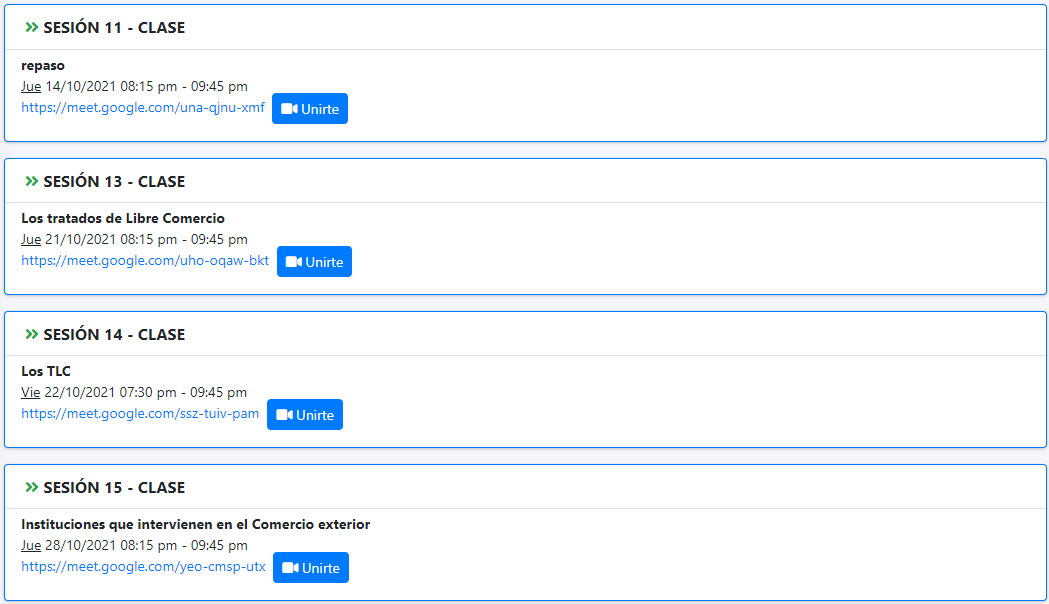 SESIÓN 11 - CLASE
repaso
Jue 14/10/2021 08:15 pm - 09:45 pm
https://meet.google.com/una-qjnu-xmf Unirte
SESIÓN 13 - CLASE
Los tratados de Libre Comercio
Jue 21/10/2021 08:15 pm - 09:45 pm
https://meet.google.com/uho-oqaw-bkt Unirte
SESIÓN 14 - CLASE
Los TLC
Vie 22/10/2021 07:30 pm - 09:45 pm
https://meet.google.com/ssz-tuiv-pam Unirte
SESIÓN 15 - CLASE
Instituciones que intervienen en el Comercio exterior
Jue 28/10/2021 08:15 pm - 09:45 pm
https://meet.google.com/yeo-cmsp-utx Unirte